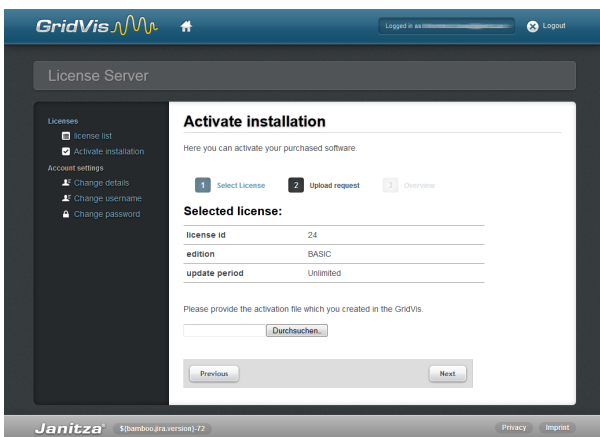 GridVis
Logged in as
Logout
License Server
Licenses
license list
Activate installation
Account settings
Change details
Change username
Change password
Activate installation
Here you can activate your purchased software.
1 Select License 2 Upload request 3 Overview
Selected license:
license id 24
edition BASIC
update period Unlimited
Please provide the activation file which you created in the GridVis.
Durchsuchen..
Previous Next
Janitza® ${bamboo.jira.version}-72 Privacy Imprint